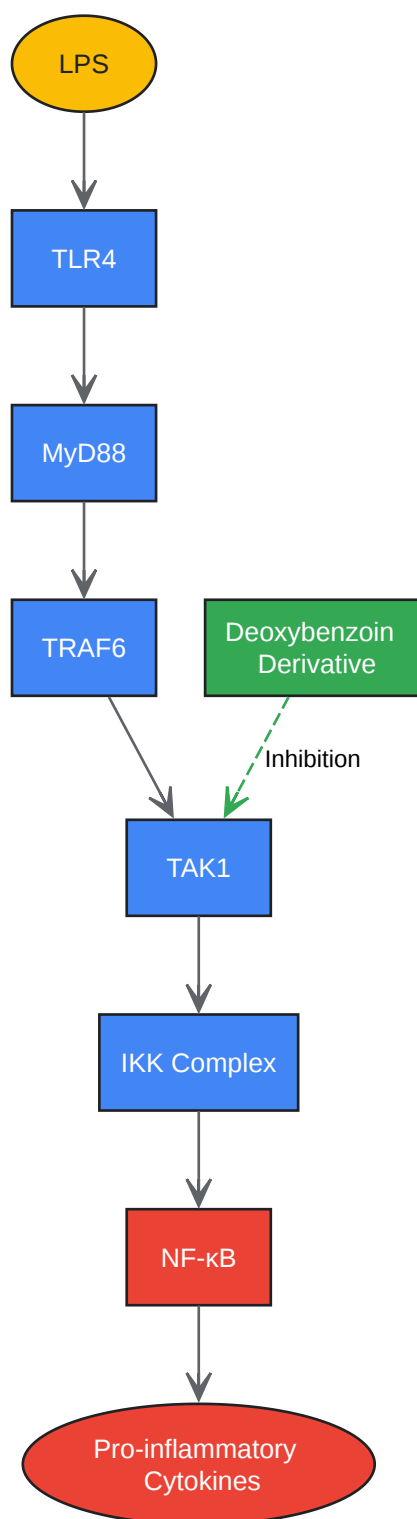 LPS
TLR4
MyD88
TRAF6
Deoxybenzoin
Derivative
Inhibition
TAK1
IKK Complex
NF-κB
Pro-inflammatory
Cytokines